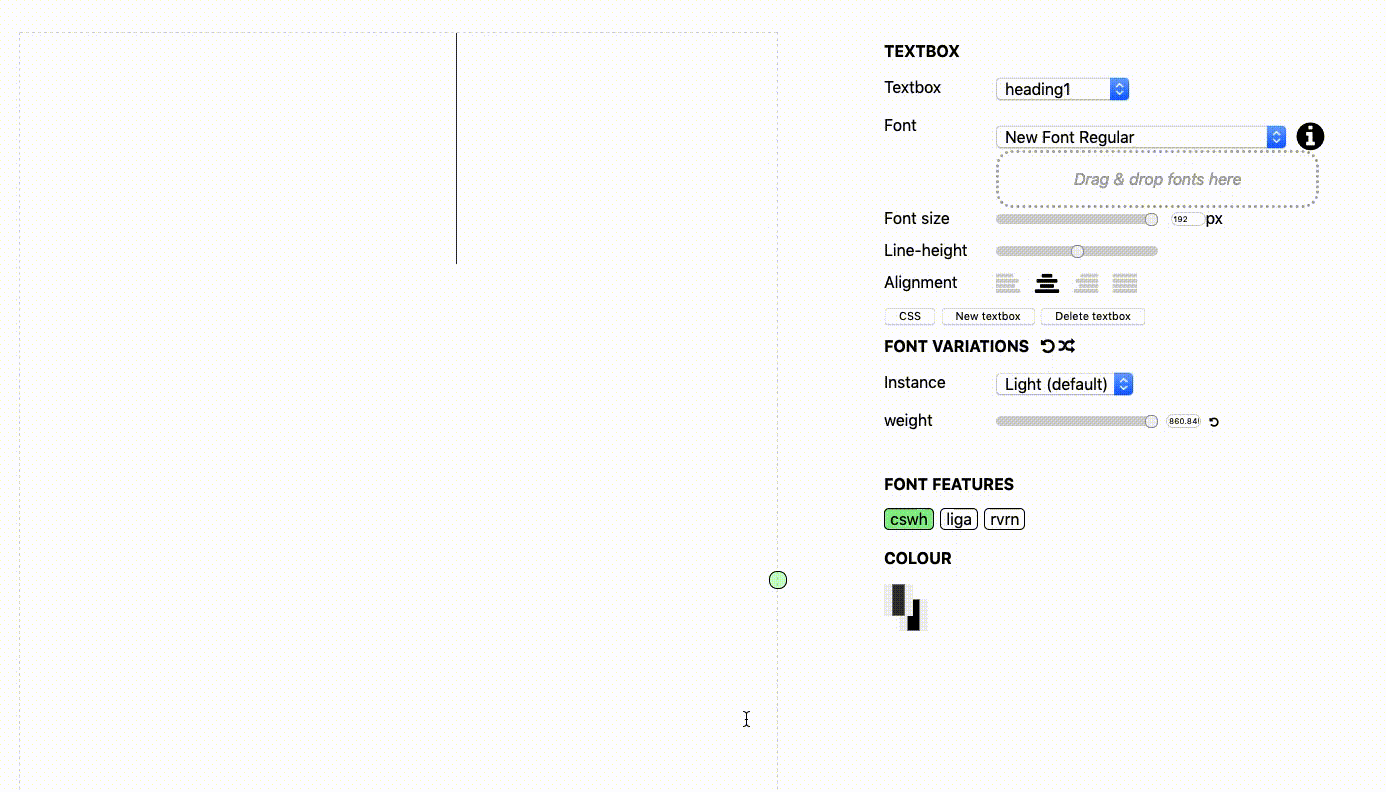 TEXTBOX
Textbox heading1
Font New Font Regular
Drag & drop fonts here
Font size 192 px
Line-height
Alignment
CSS New textbox Delete textbox
FONT VARIATIONS
Instance Light (default)
weight 860.84
FONT FEATURES
cswh liga rvrn
COLOUR